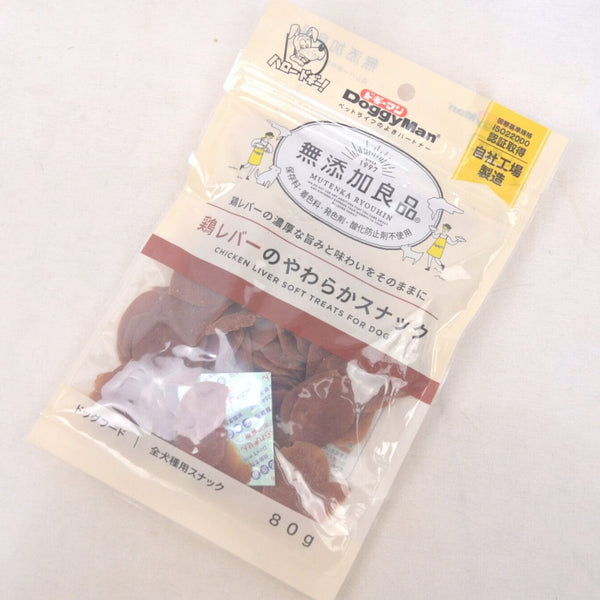 ハロードギー!
ドギーマン
DoggyMan
ペットライフのよきパートナー
国際基準規格
ISO22000
認証取得
自社工場
製造
1997
無添加良品®
MUTENKA RYOUHIN
保存料・着色料・発色剤・酸化防止剤不使用
鶏レバーの濃厚な旨みと味わいをそのままに
鶏レバーのやわらかスナック
CHICKEN LIVER SOFT TREATS FOR DOG
ドッグフード
全犬種用スナック
80g